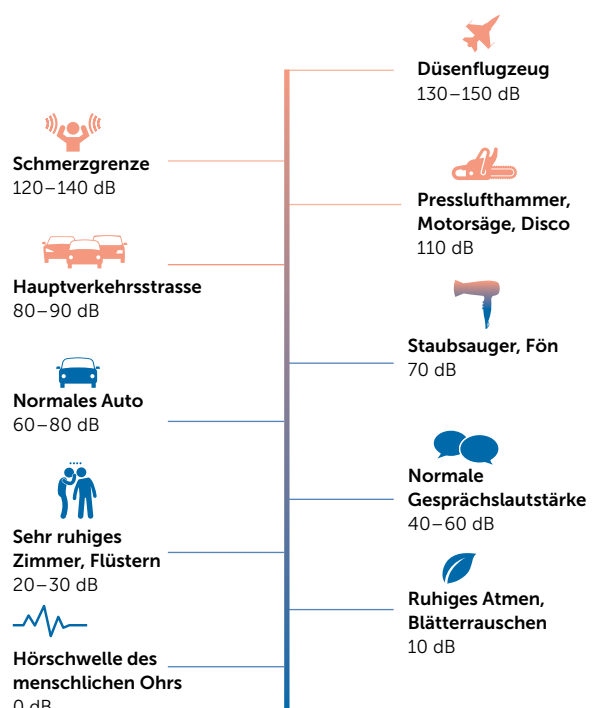 Düsenflugzeug
130–150 dB
Schmerzgrenze
120–140 dB
Presslufthammer,
Motorsäge, Disco
110 dB
Hauptverkehrsstrasse
80–90 dB
Staubsauger, Fön
70 dB
Normales Auto
60–80 dB
Normale
Gesprächslautstärke
40–60 dB
Sehr ruhiges
Zimmer, Flüstern
20–30 dB
Ruhiges Atmen,
Blätterrauschen
10 dB
Hörschwelle des
menschlichen Ohrs
0 dB